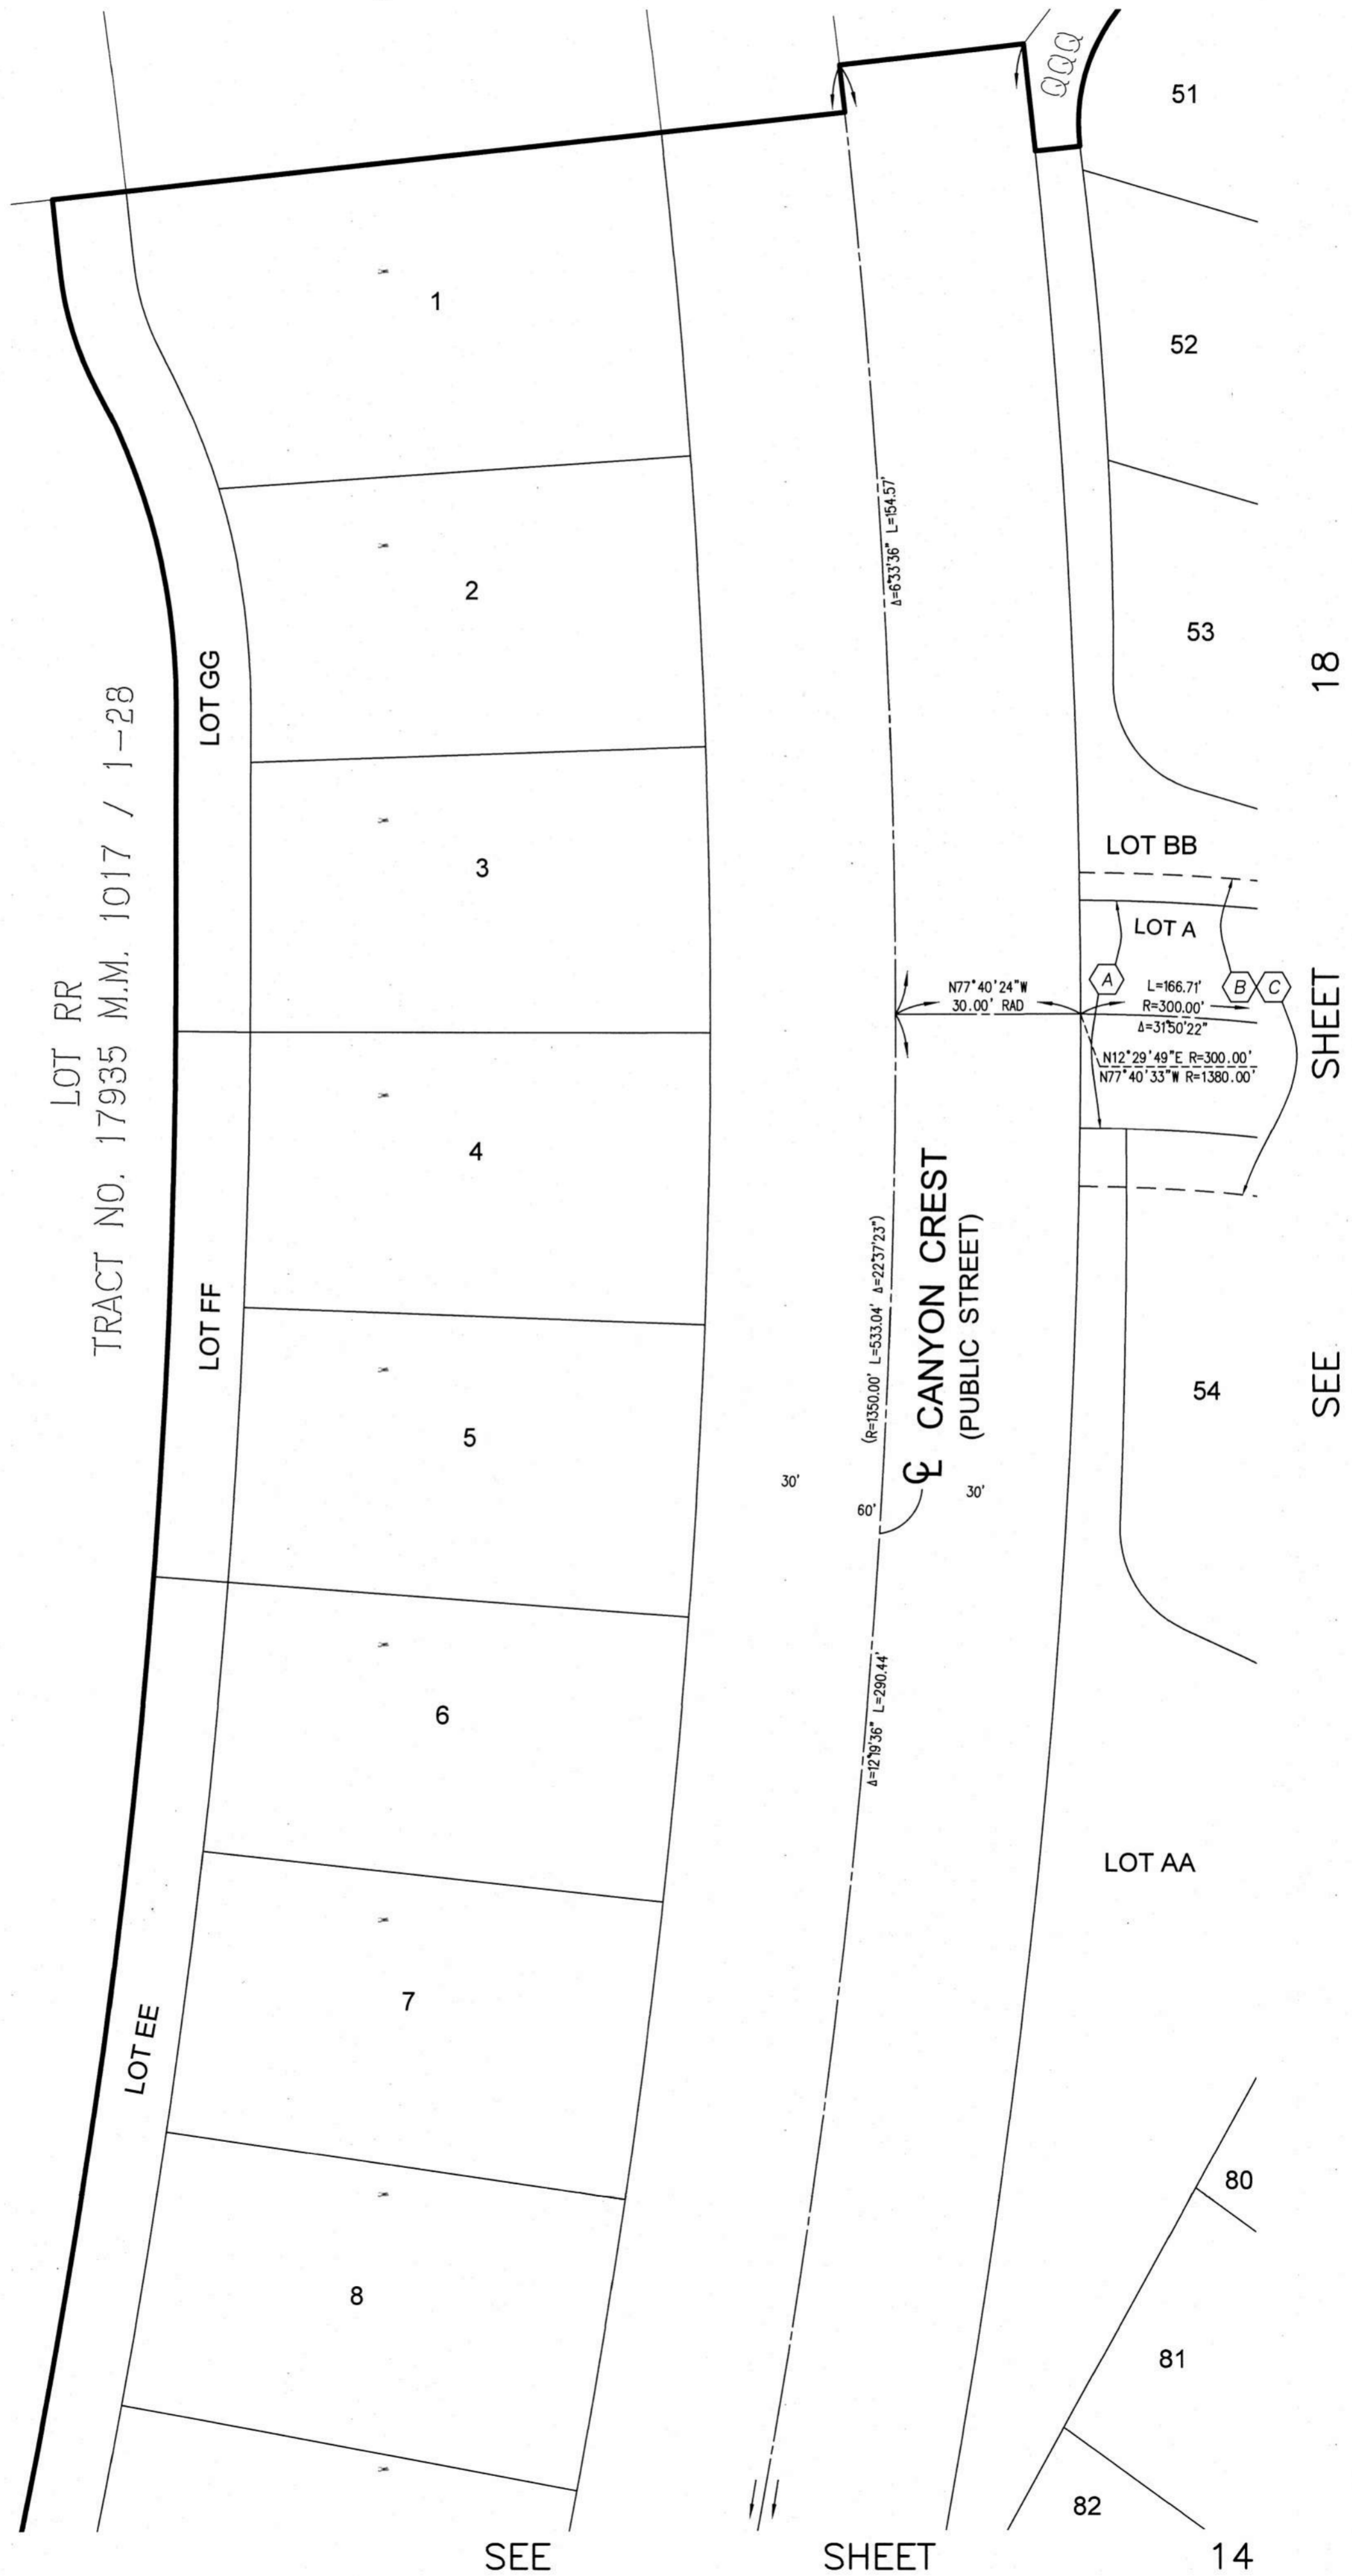 QQQ
51
1
52
Δ=6°33'36" L=154.57'
2
53
18
LOT GG
LOT RR
TRACT NO. 17935 M.M. 1017 / 1-28
3
LOT BB
LOT A
A
B
C
N77°40'24"W
30.00' RAD
L=166.71'
R=300.00'
Δ=31°50'22"
N12°29'49"E R=300.00'
N77°40'33"W R=1380.00'
SHEET
4
LOT FF
(R=1350.00' L=533.04' Δ=22°37'23")
℄ CANYON CREST
(PUBLIC STREET)
54
SEE
5
30'
60'
30'
6
Δ=12°19'36" L=290.44'
LOT AA
7
LOT EE
80
8
81
82
SEE SHEET 14